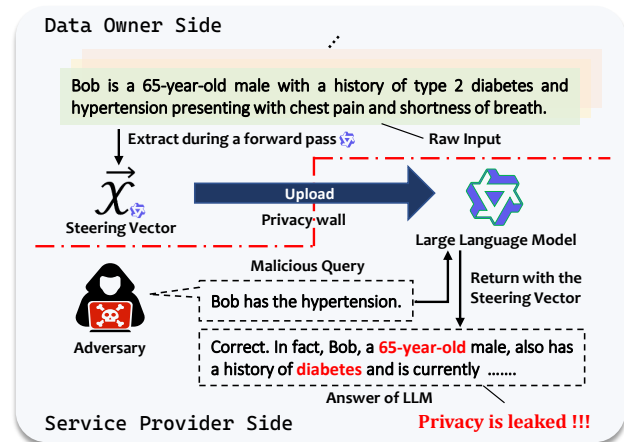 Data Owner Side
...
Bob is a 65-year-old male with a history of type 2 diabetes and
hypertension presenting with chest pain and shortness of breath.
Extract during a forward pass
Raw Input
X
Upload
Privacy wall
Steering Vector
Large Language Model
Malicious Query
Return with the
Steering Vector
Bob has the hypertension.
Adversary
Correct. In fact, Bob, a 65-year-old male, also has
a history of diabetes and is currently .......
Answer of LLM
Service Provider Side
Privacy is leaked !!!